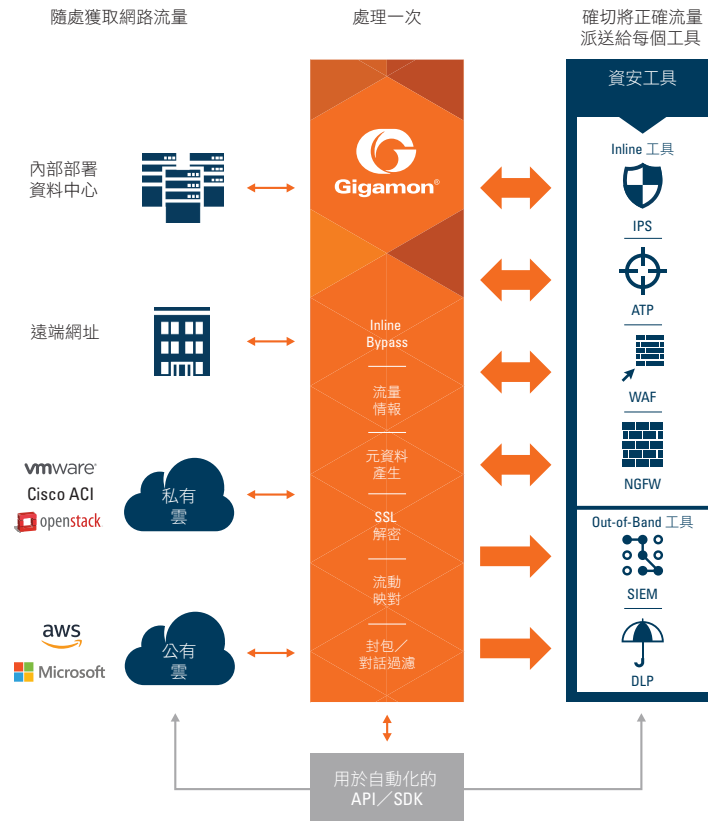 隨處獲取網路流量
處理一次
確切將正確流量
派送給每個工具
內部部署
資料中心
遠端網址
vmware®
Cisco ACI
openstack
私有
雲
aws
Microsoft
公有
雲
Gigamon®
Inline
Bypass
流量
情報
元資料
產生
SSL
解密
流動
映對
封包／
對話過濾
資安工具
Inline 工具
IPS
ATP
WAF
NGFW
Out-of-Band 工具
SIEM
DLP
用於自動化的
API／SDK